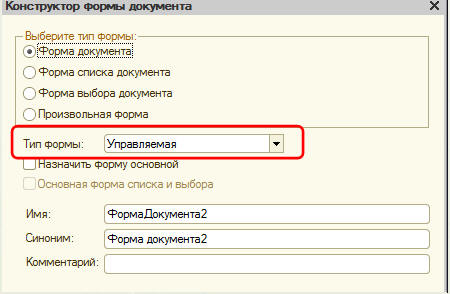 Конструктор формы документа
Выберите тип формы:
Форма документа
Форма списка документа
Форма выбора документа
Произвольная форма
Тип формы: Управляемая
Назначить форму основной
Основная форма списка и выбора
Имя: ФормаДокумента2
Синоним: Форма документа2
Комментарий: